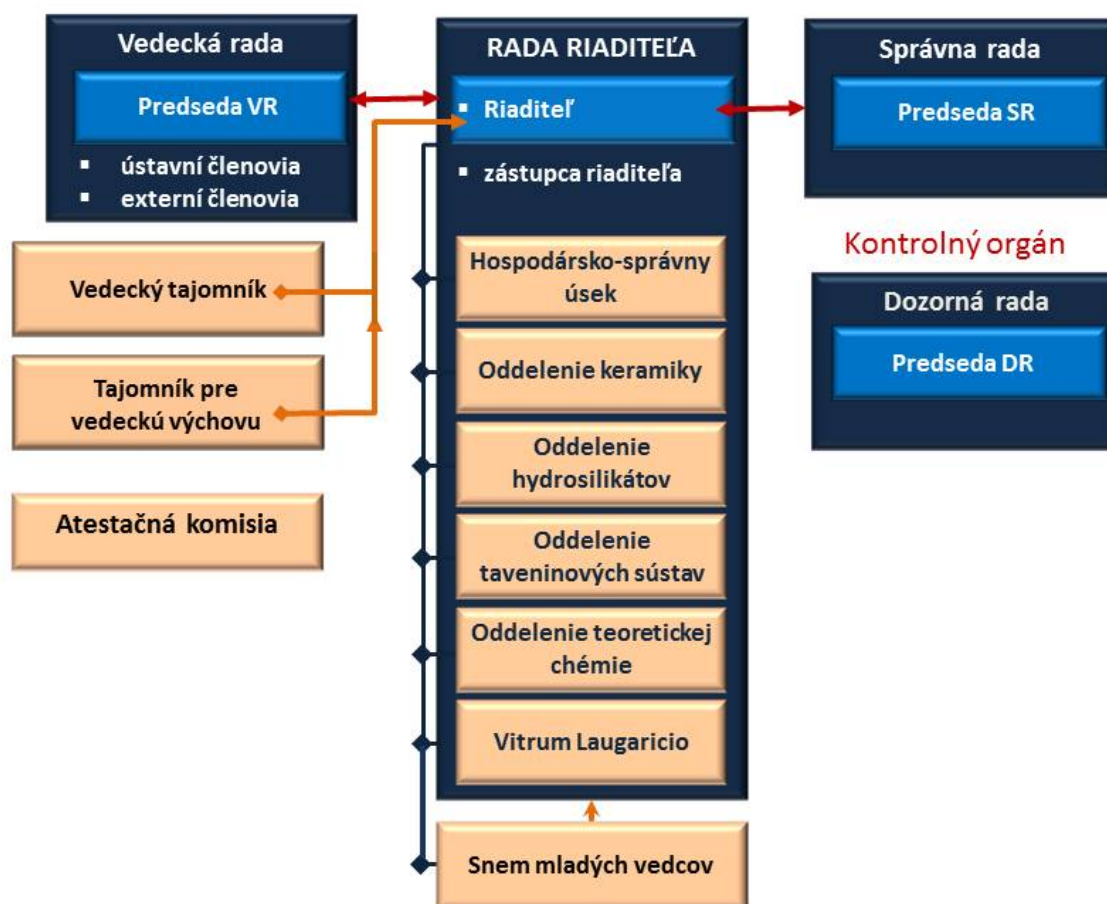 Vedecká rada
Predseda VR
▪ ústavní členovia
▪ externí členovia
Vedecký tajomník
Tajomník pre
vedeckú výchovu
Atestačná komisia
RADA RIADITEĽA
▪ Riaditeľ
▪ zástupca riaditeľa
Hospodársko-správny
úsek
Oddelenie keramiky
Oddelenie
hydrosilikátov
Oddelenie
taveninových sústav
Oddelenie teoretickej
chémie
Vitrum Laugaricio
Snem mladých vedcov
Správna rada
Predseda SR
Kontrolný orgán
Dozorná rada
Predseda DR